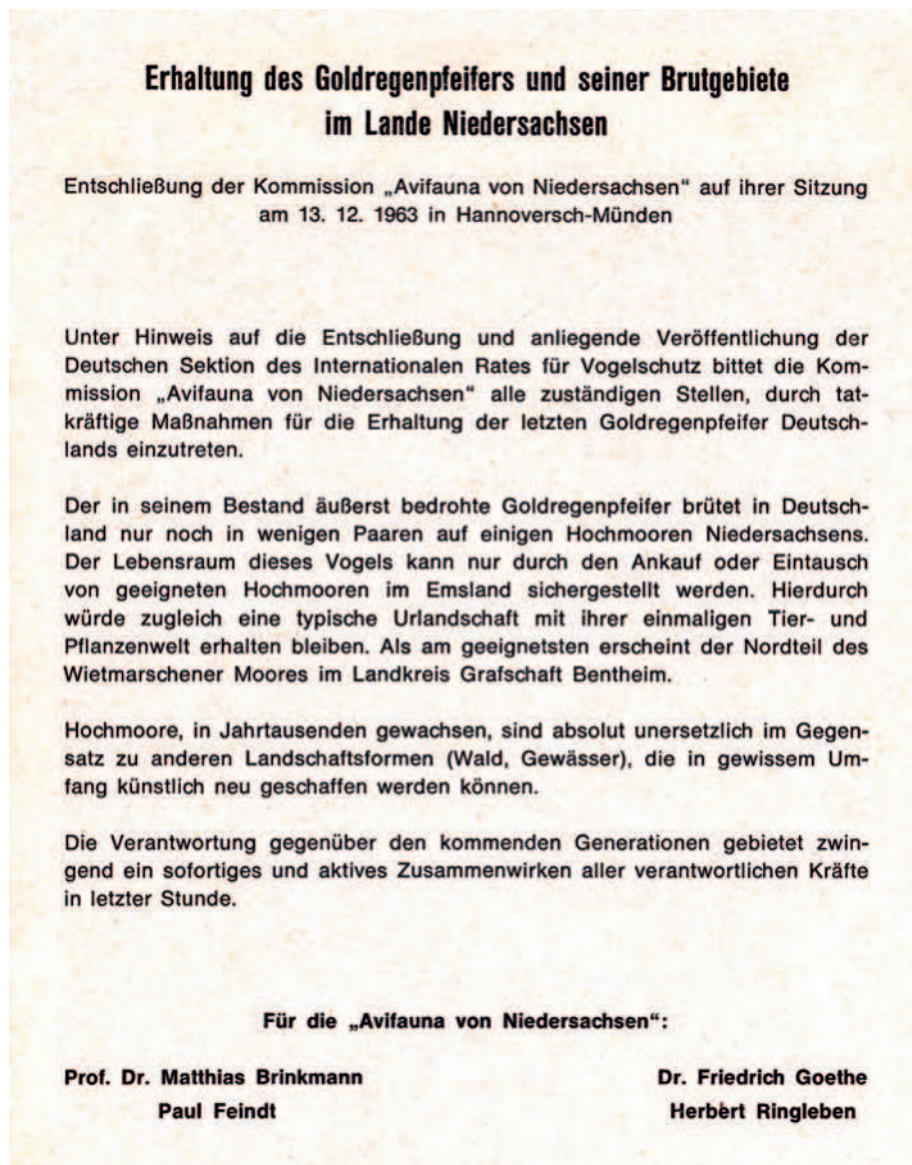 Erhaltung des Goldregenpfeifers und seiner Brutgebiete
im Lande Niedersachsen
Entschließung der Kommission „Avifauna von Niedersachsen“ auf ihrer Sitzung
am 13. 12. 1963 in Hannoversch-Münden
Unter Hinweis auf die Entschließung und anliegende Veröffentlichung der
Deutschen Sektion des Internationalen Rates für Vogelschutz bittet die Kom-
mission „Avifauna von Niedersachsen“ alle zuständigen Stellen, durch tat-
kräftige Maßnahmen für die Erhaltung der letzten Goldregenpfeifer Deutsch-
lands einzutreten.
Der in seinem Bestand äußerst bedrohte Goldregenpfeifer brütet in Deutsch-
land nur noch in wenigen Paaren auf einigen Hochmooren Niedersachsens.
Der Lebensraum dieses Vogels kann nur durch den Ankauf oder Eintausch
von geeigneten Hochmooren im Emsland sichergestellt werden. Hierdurch
würde zugleich eine typische Urlandschaft mit ihrer einmaligen Tier- und
Pflanzenwelt erhalten bleiben. Als am geeignetsten erscheint der Nordteil des
Wietmarschener Moores im Landkreis Grafschaft Bentheim.
Hochmoore, in Jahrtausenden gewachsen, sind absolut unersetzlich im Gegen-
satz zu anderen Landschaftsformen (Wald, Gewässer), die in gewissem Um-
fang künstlich neu geschaffen werden können.
Die Verantwortung gegenüber den kommenden Generationen gebietet zwin-
gend ein sofortiges und aktives Zusammenwirken aller verantwortlichen Kräfte
in letzter Stunde.
Für die „Avifauna von Niedersachsen“:
Prof. Dr. Matthias Brinkmann Dr. Friedrich Goethe
Paul Feindt Herbert Ringleben